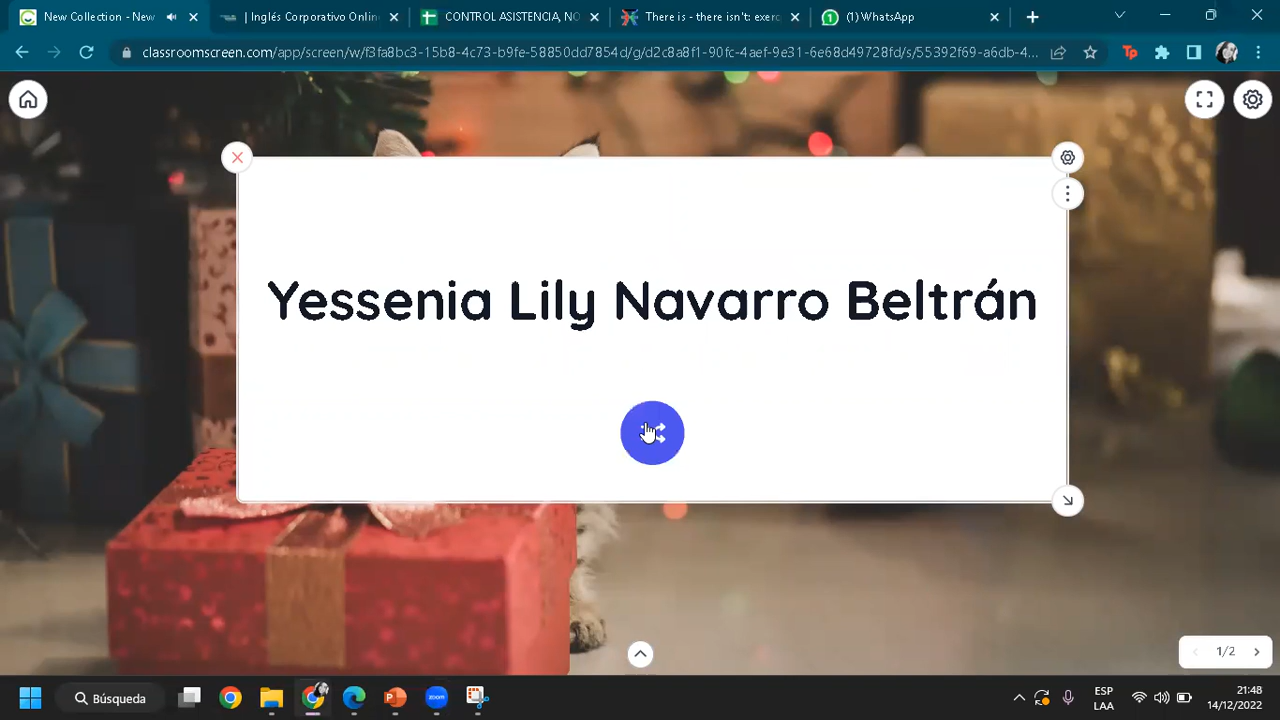 New Collection - New
| Inglés Corporativo Online
CONTROL ASISTENCIA, NO
There is - there isn't: exerc
(1) WhatsApp
classroomscreen.com/app/screen/w/f3fa8bc3-15b8-4c73-b9fe-58850dd7854d/g/d2c8a8f1-90fc-4aef-9e31-6e68d49728fd/s/55392f69-a6db-4...
Yessenia Lily Navarro Beltrán
1/2
Búsqueda
zoom
ESP
LAA
21:48
14/12/2022